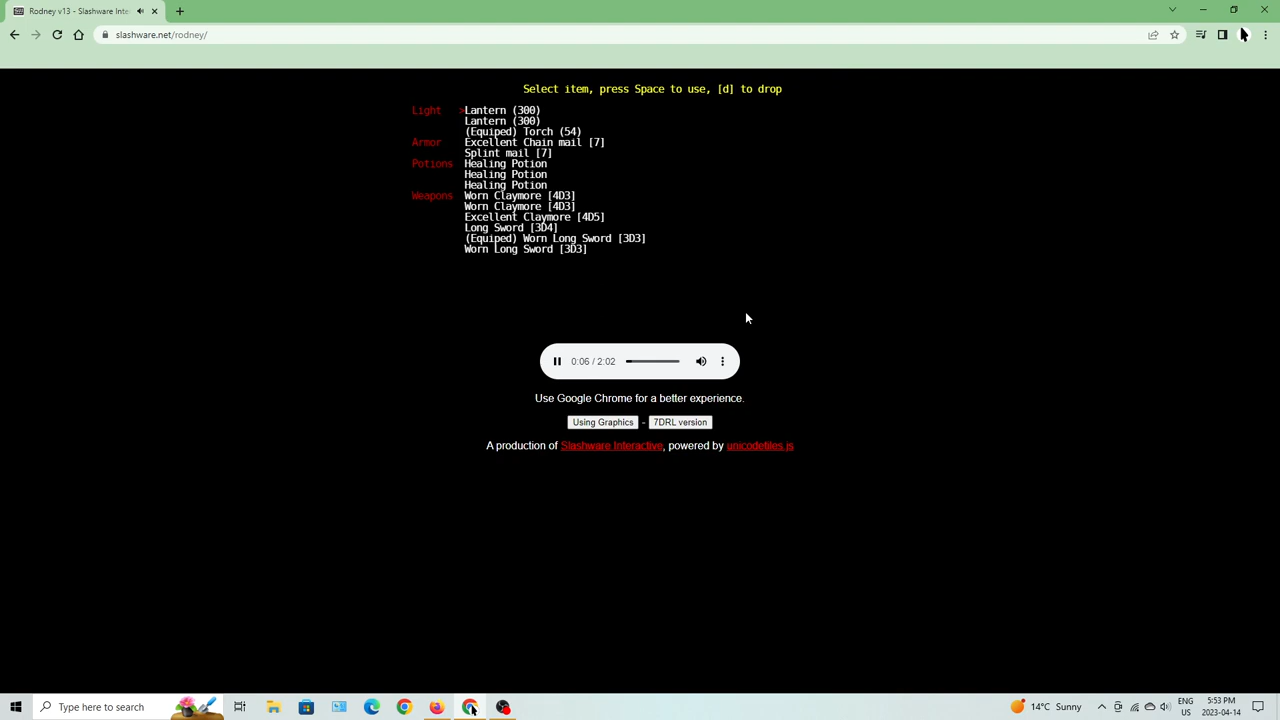 Rodney v13 - Slashware Inte
slashware.net/rodney/
Select item, press Space to use, [d] to drop
Light >Lantern (300)
Lantern (300)
(Equiped) Torch (54)
Armor Excellent Chain mail [7]
Splint mail [7]
Potions Healing Potion
Healing Potion
Healing Potion
Weapons Worn Claymore [4D3]
Worn Claymore [4D3]
Excellent Claymore [4D5]
Long Sword [3D4]
(Equiped) Worn Long Sword [3D3]
Worn Long Sword [3D3]
0:06 / 2:02
Use Google Chrome for a better experience.
Using Graphics - 7DRL version
A production of Slashware Interactive, powered by unicodetiles.js
Type here to search
14°C Sunny
ENG
US
5:53 PM
2023-04-14